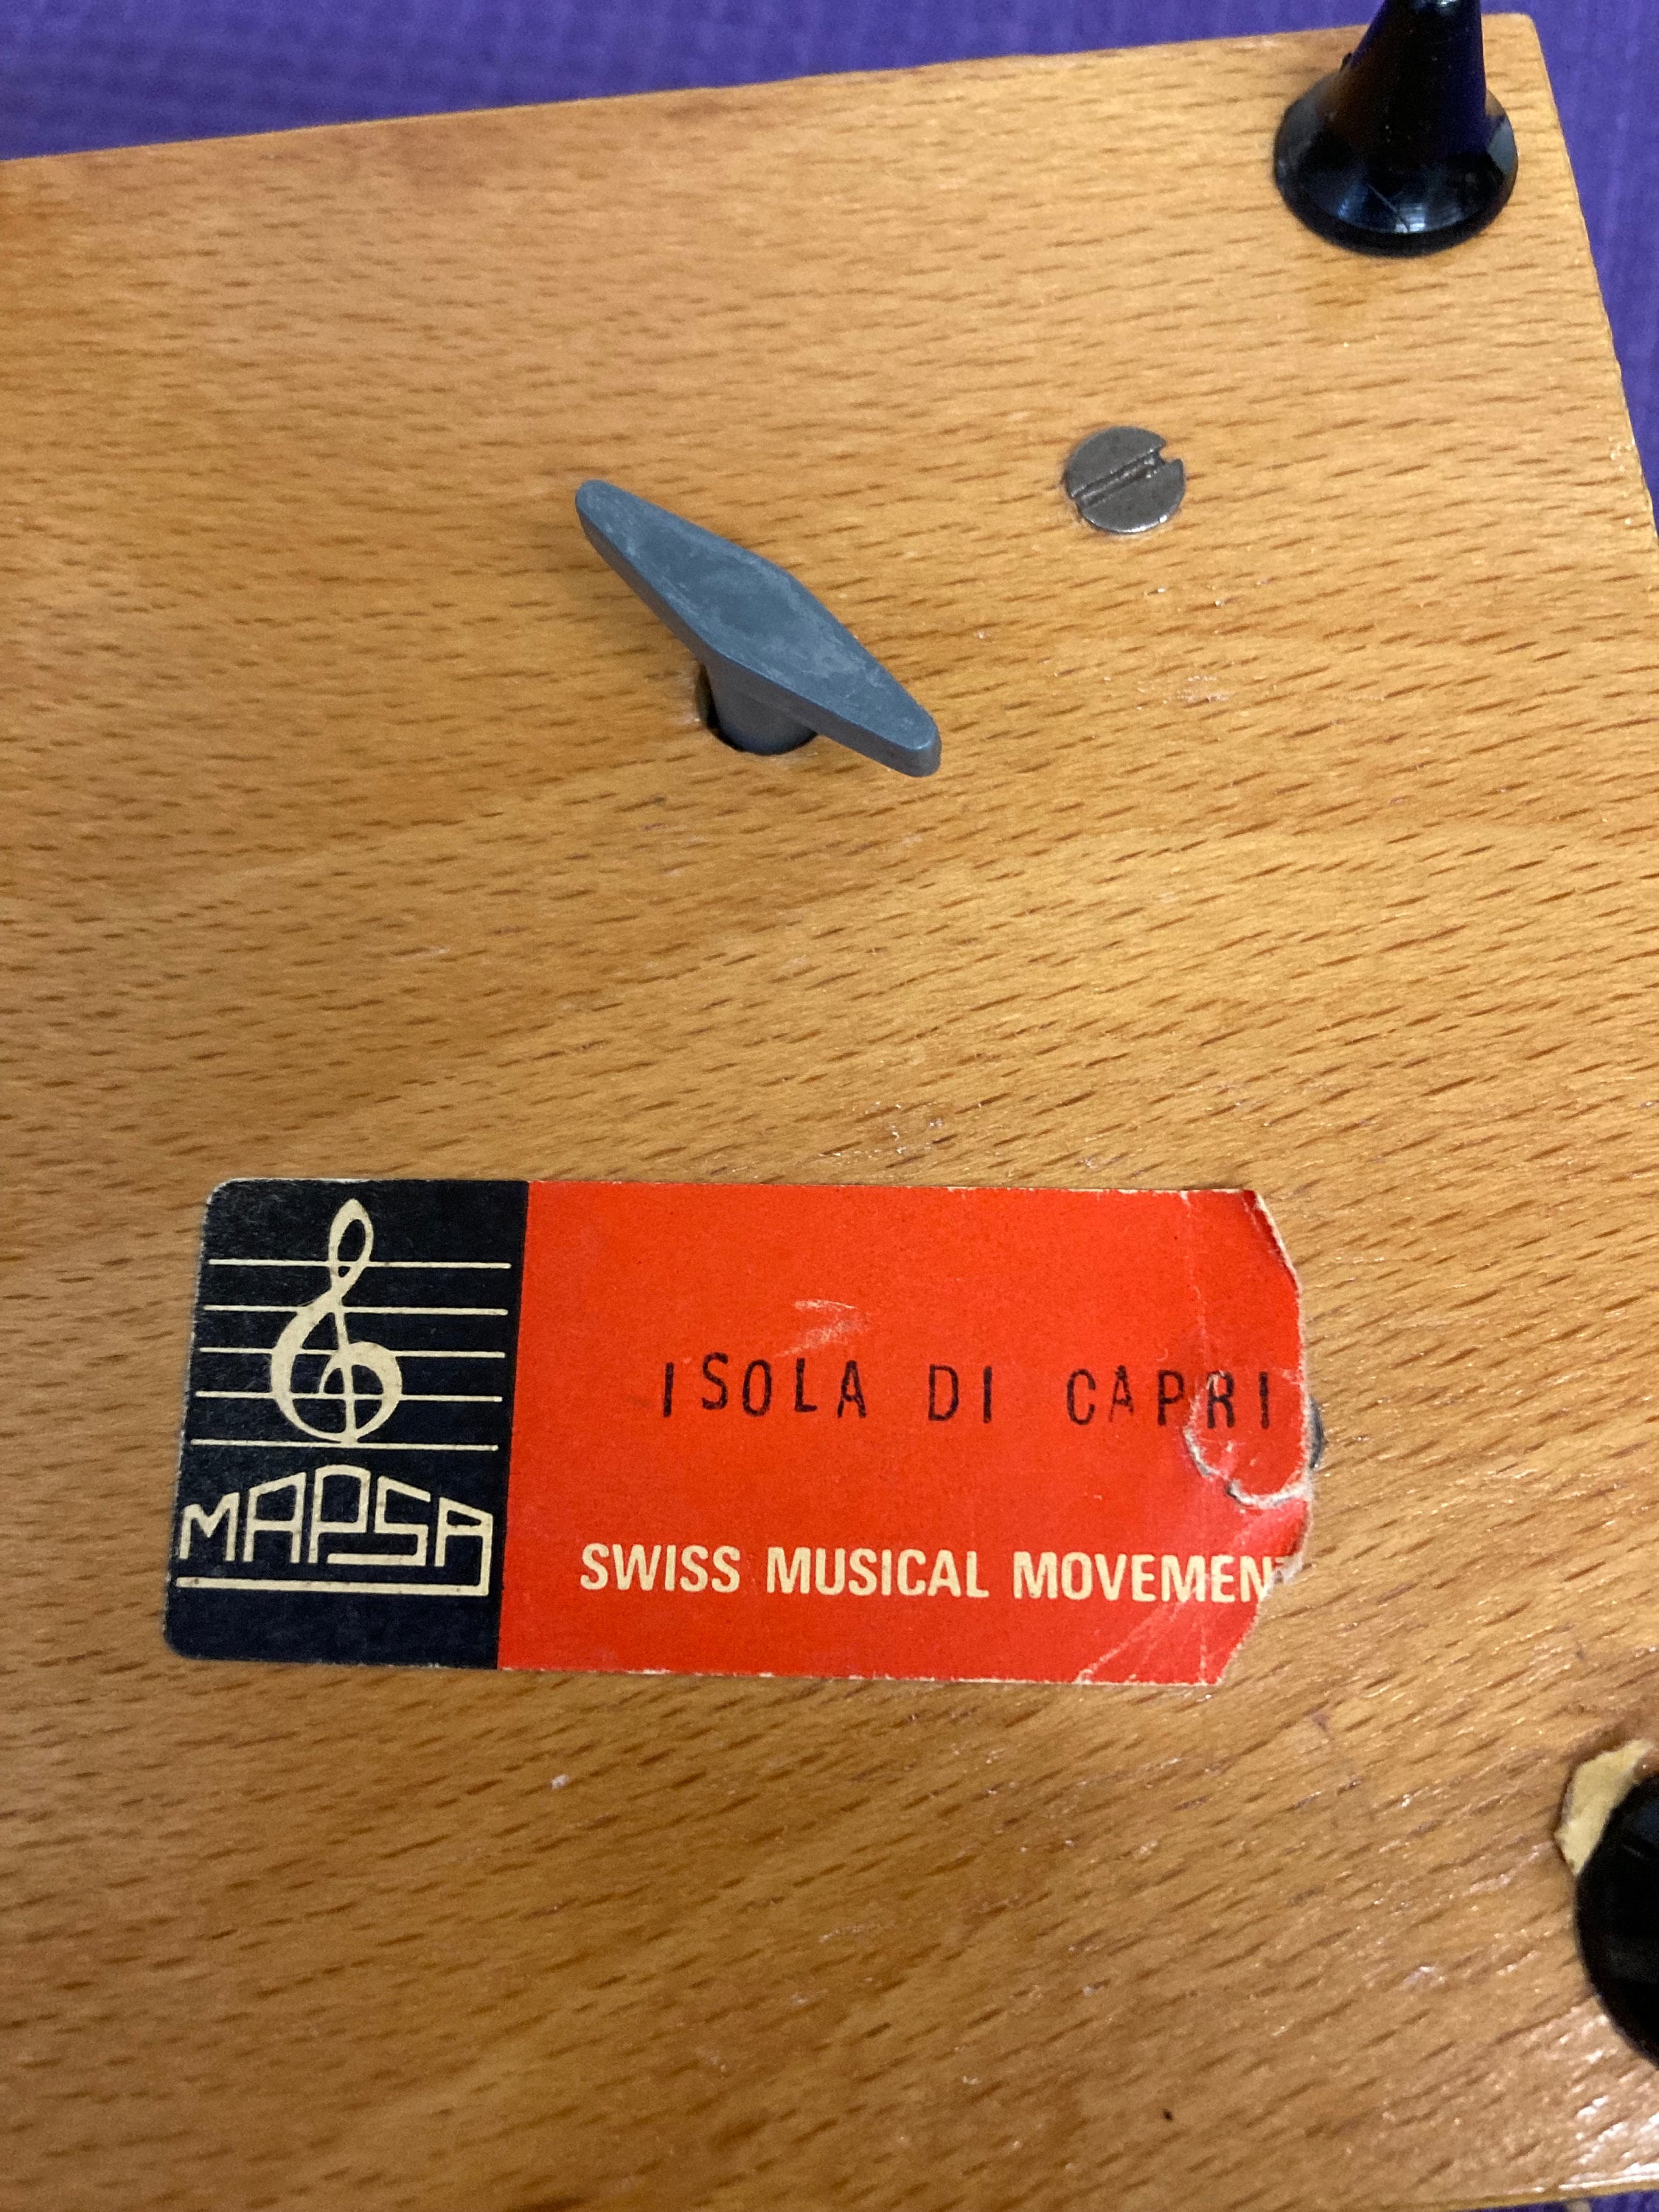 ISOLA DI CAPRI
MAPSA
SWISS MUSICAL MOVEMENT